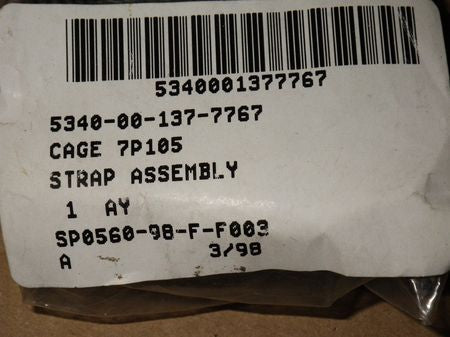 5340001377767
5340-00-137-7767
CAGE 7P105
STRAP ASSEMBLY
1 AY
SP0560-98-F-F003
A 3/98